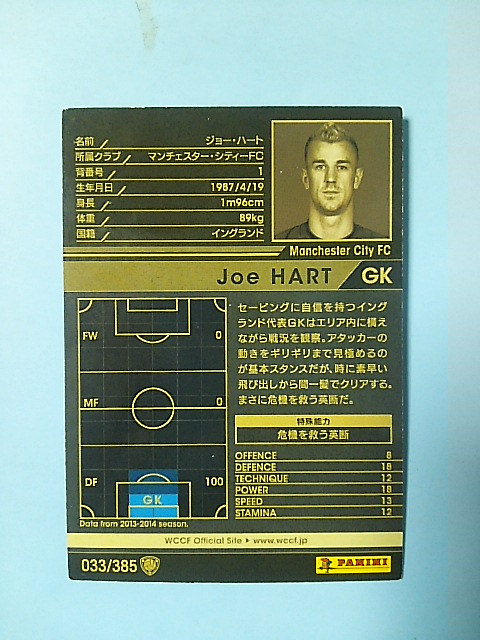 名前 ジョー・ハート
所属クラブ マンチェスター・シティーFC
背番号 1
生年月日 1987/4/19
身長 1m96cm
体重 89kg
国籍 イングランド
Manchester City FC
Joe HART GK
FW 0
MF 0
DF 100
GK
Data from 2013-2014 season.
セービングに自信を持つイング
ランド代表GKはエリア内に構え
ながら戦況を観察。アタッカーの
動きをギリギリまで見極めるの
が基本スタンスだが、時に素早い
飛び出しから間一髪でクリアする。
まさに危機を救う英断だ。
特殊能力
危機を救う英断
OFFENCE 8
DEFENCE 18
TECHNIQUE 12
POWER 18
SPEED 13
STAMINA 12
WCCF Official Site ▶ www.wccf.jp
033/385
PANINI